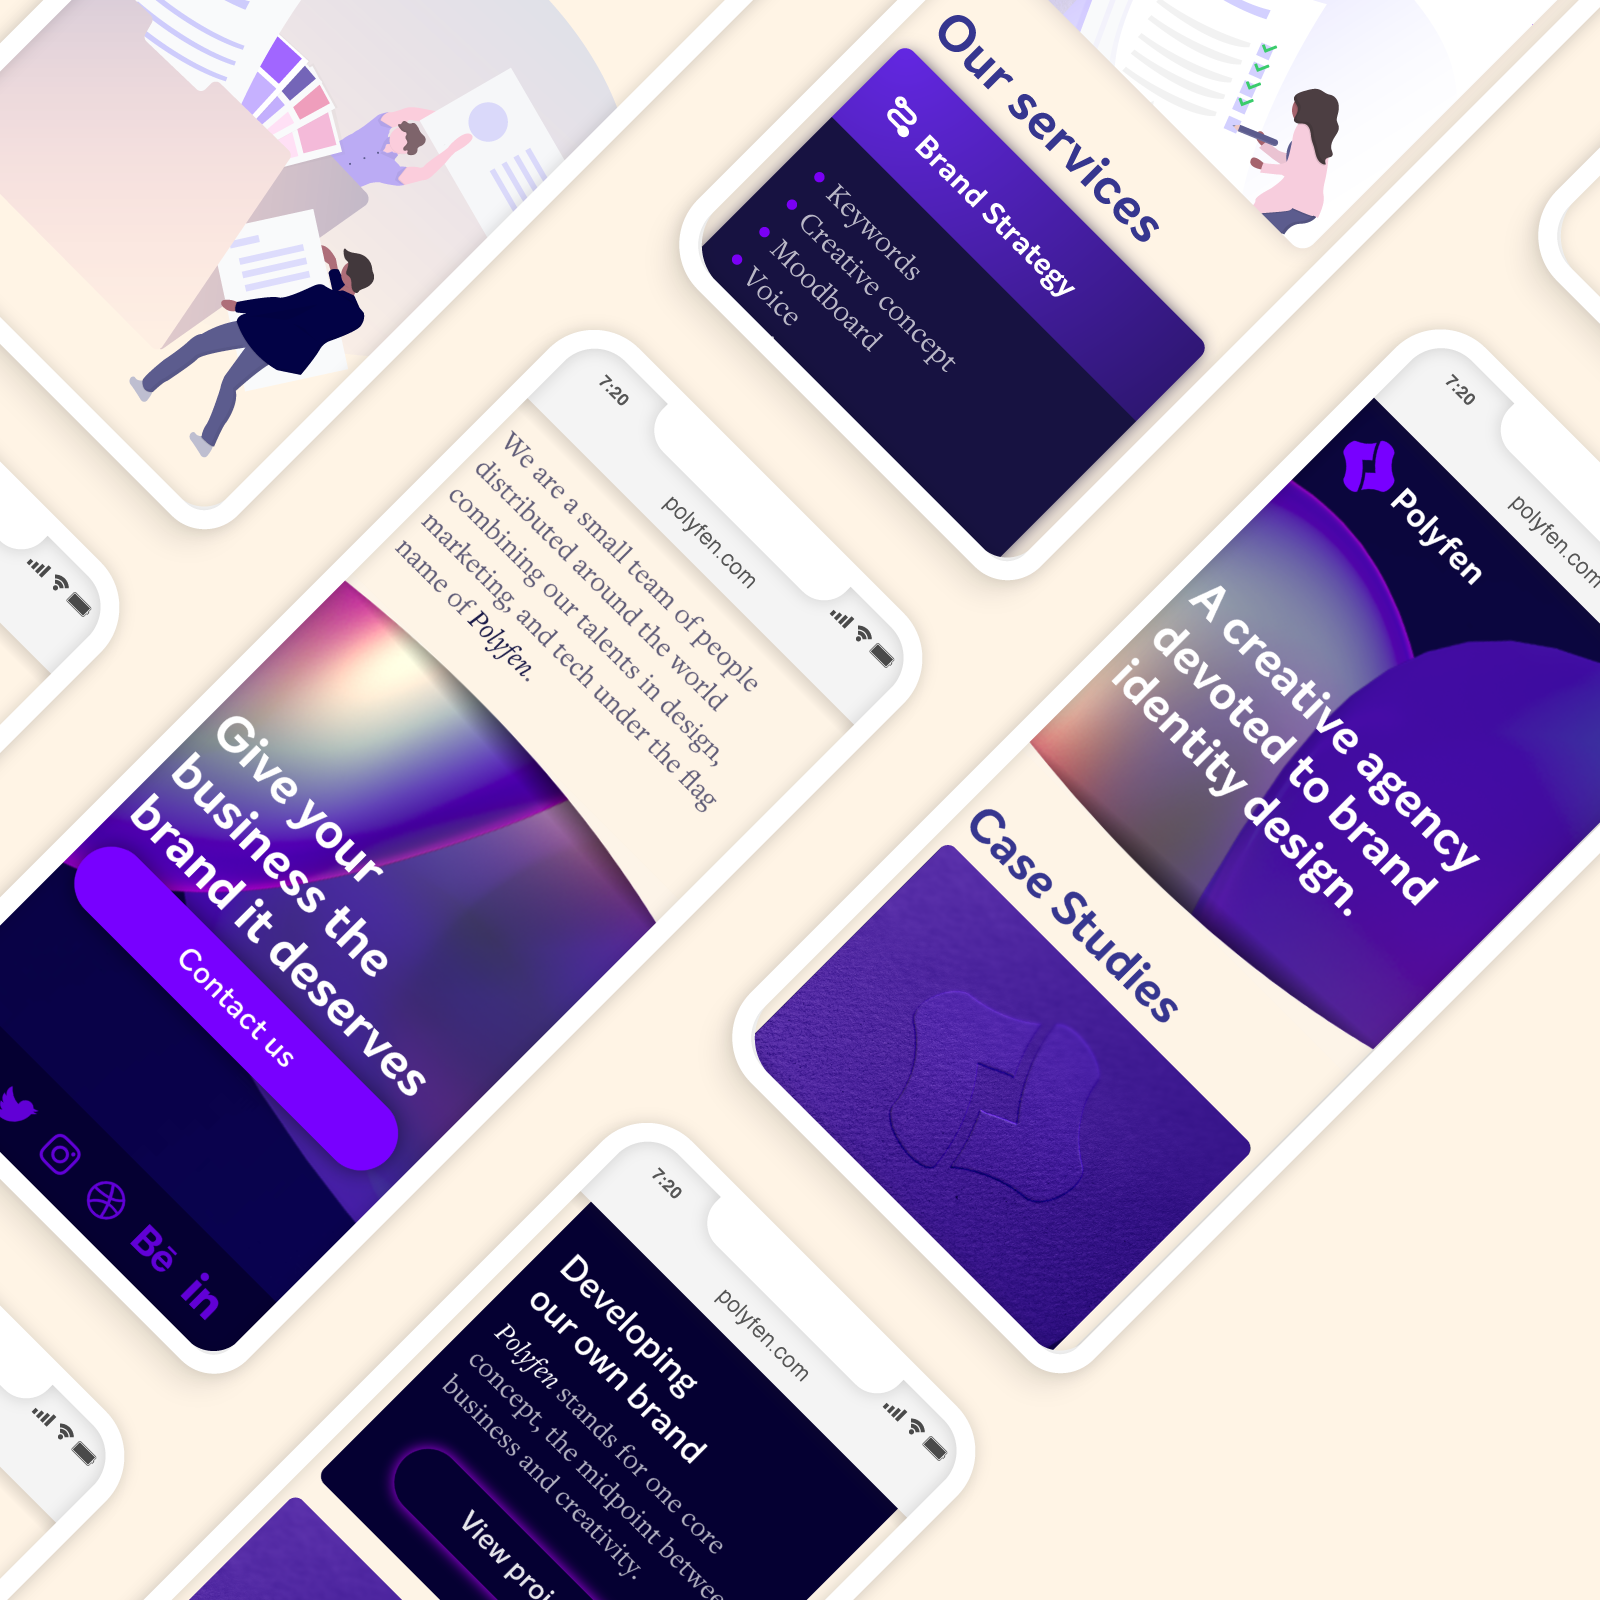 Our services
Brand Strategy
Keywords
Creative concept
Moodboard
Voice
7:20
polyfen.com
We are a small team of people
distributed around the world
combining our talents in design,
marketing, and tech under the flag
name of Polyfen.
Give your
business the
brand it deserves
Contact us
Bē
in
7:20
polyfen.com
Polyfen
A creative agency
devoted to brand
identity design.
Case Studies
7:20
polyfen.com
Developing
our own brand
Polyfen stands for one core
concept, the midpoint betwee
business and creativity.
View proj